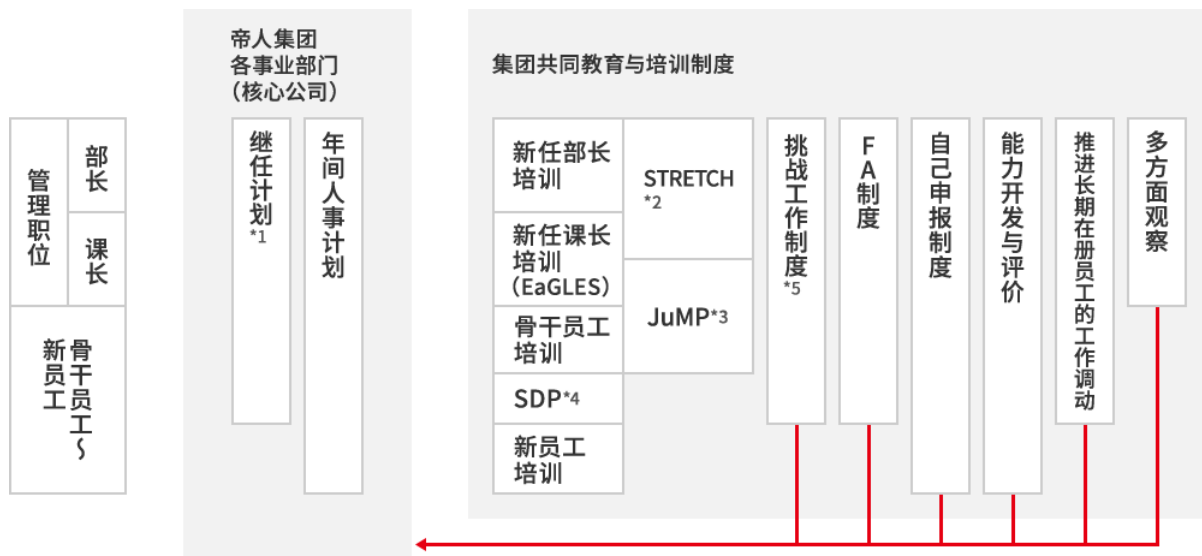 帝人集团
各事业部门
（核心公司）
集团共同教育与培训制度
管理职位
部长
课长
骨干员工～
新员工
继任计划
*1
年间人事计划
新任部长
培训
新任课长
培训
（EaGLES）
骨干员工
培训
SDP*4
新员工
培训
STRETCH
*2
JuMP*3
挑战工作制度
*5
FA制度
自己申报制度
能力开发与评价
推进长期在册员工的工作调动
多方面观察